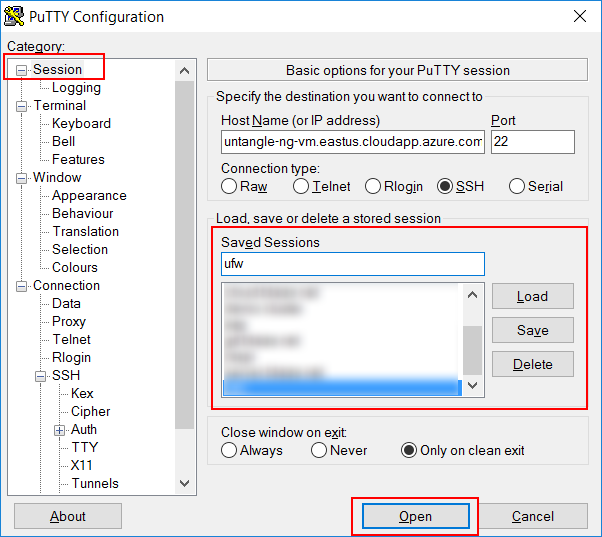 PuTTY Configuration
Category:
Session
Logging
Terminal
Keyboard
Bell
Features
Window
Appearance
Behaviour
Translation
Selection
Colours
Connection
Data
Proxy
Telnet
Rlogin
SSH
Kex
Cipher
Auth
TTY
X11
Tunnels
Basic options for your PuTTY session
Specify the destination you want to connect to
Host Name (or IP address) Port
untangle-ng-vm.eastus.cloudapp.azure.com 22
Connection type:
Raw Telnet Rlogin SSH Serial
Load, save or delete a stored session
Saved Sessions
ufw
Load
Save
Delete
Close window on exit:
Always Never Only on clean exit
About Open Cancel